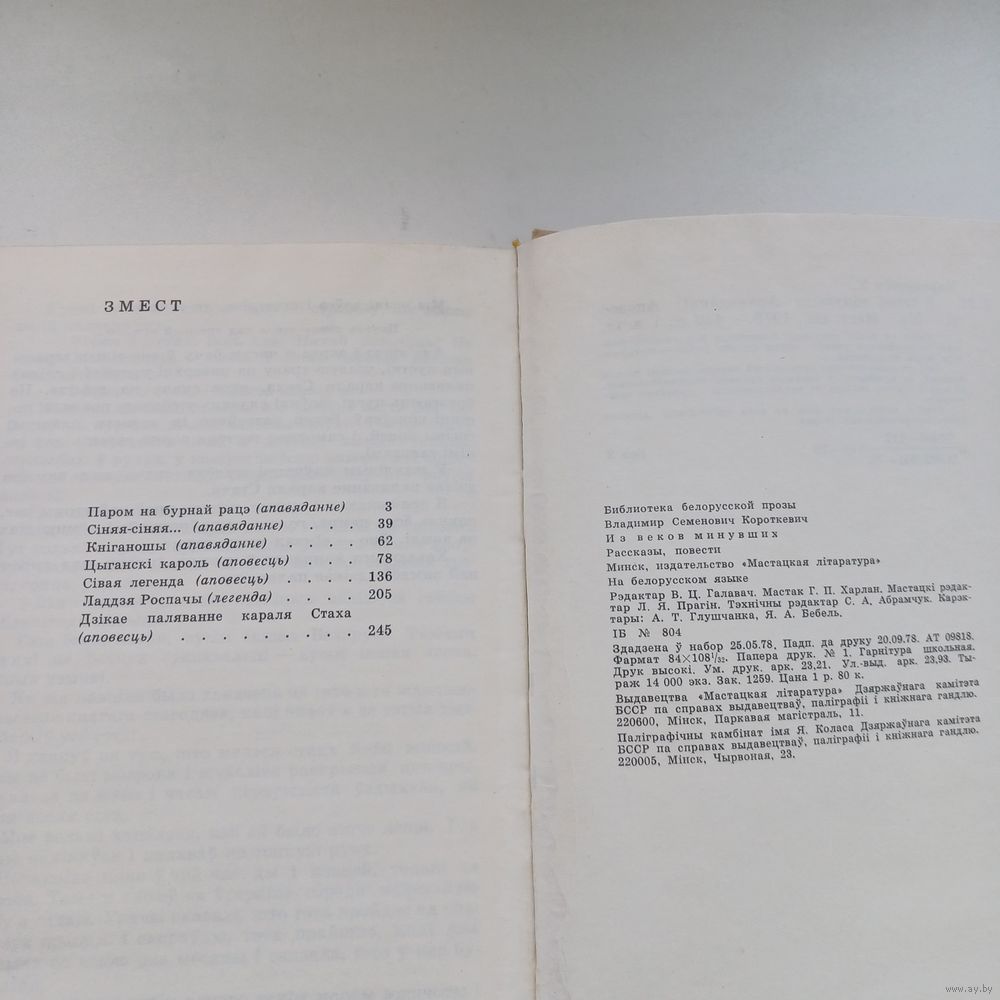 ЗМЕСТ
Паром на бурнай рацэ (апавяданне) 3
Сіняя-сіняя... (апавяданне) . . . 39
Кніганошы (апавяданне) . . . . 62
Цыганскі кароль (аповесць) . . . 78
Сівая легенда (аповесць) . . . . 136
Ладдзя Роспачы (легенда) . . . . 205
Дзікае паляванне караля Стаха
(аповесць) . . . . . . . . . 245
Библиотека белорусской прозы
Владимир Семенович Короткевич
Из веков минувших
Рассказы, повести
Минск, издательство «Мастацкая літаратура»
На белорусском языке
Рэдактар В. Ц. Галавач. Мастак Г. П. Харлан. Мастацкі рэдак-
тар Л. Я. Прагін. Тэхнічны рэдактар С. А. Абрамчук. Карэк-
тары: А. Т. Глушчанка, Я. А. Бебель.
ІБ № 804
Здадзена ў набор 25.05.78. Падп. да друку 20.09.78. АТ 09818.
Фармат 84×108¹/₃₂. Папера друк. № 1. Гарнітура школьная.
Друк высокі. Ум. друк. арк. 23,21. Ул.-выд. арк. 23,93. Ты-
раж 14 000 экз. Зак. 1259. Цана 1 р. 80 к.
Выдавецтва «Мастацкая літаратура» Дзяржаўнага камітэта
БССР па справах выдавецтваў, паліграфіі і кніжнага гандлю.
220600, Мінск, Паркавая магістраль, 11.
Паліграфічны камбінат імя Я. Коласа Дзяржаўнага камітэта
БССР па справах выдавецтваў, паліграфіі і кніжнага гандлю.
220005, Мінск, Чырвоная, 23.
www.ay.by